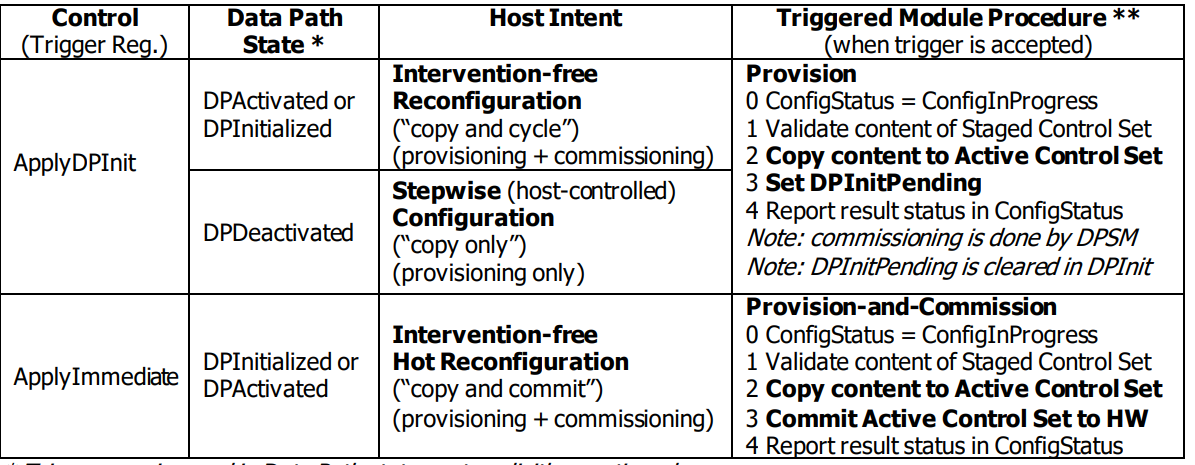 Control
(Trigger Reg.)
Data Path
State *
Host Intent
Triggered Module Procedure **
(when trigger is accepted)
ApplyDPInit
DPActivated or
DPInitialized
Intervention-free
Reconfiguration
(“copy and cycle”)
(provisioning + commissioning)
Provision
0 ConfigStatus = ConfigInProgress
1 Validate content of Staged Control Set
2 Copy content to Active Control Set
3 Set DPInitPending
4 Report result status in ConfigStatus
Note: commissioning is done by DPSM
Note: DPInitPending is cleared in DPInit
DPDeactivated
Stepwise (host-controlled)
Configuration
(“copy only”)
(provisioning only)
ApplyImmediate
DPInitialized or
DPActivated
Intervention-free
Hot Reconfiguration
(“copy and commit”)
(provisioning + commissioning)
Provision-and-Commission
0 ConfigStatus = ConfigInProgress
1 Validate content of Staged Control Set
2 Copy content to Active Control Set
3 Commit Active Control Set to HW
4 Report result status in ConfigStatus